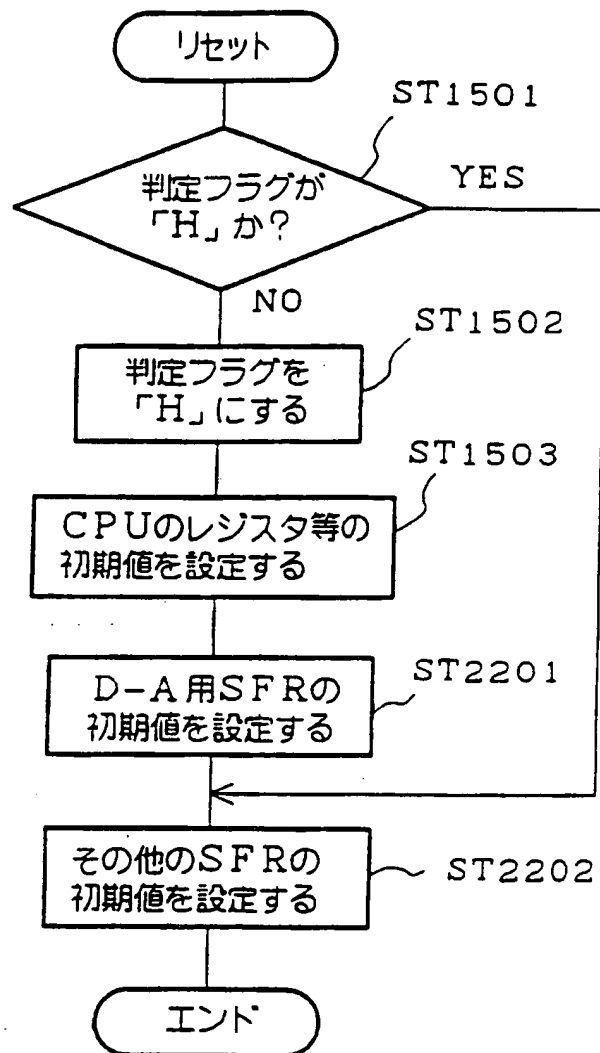 リセット
ST1501
判定フラグが
「H」か?
YES
NO
ST1502
判定フラグを
「H」にする
ST1503
CPUのレジスタ等の
初期値を設定する
ST2201
D-A用SFRの
初期値を設定する
その他のSFRの
初期値を設定する
ST2202
エンド